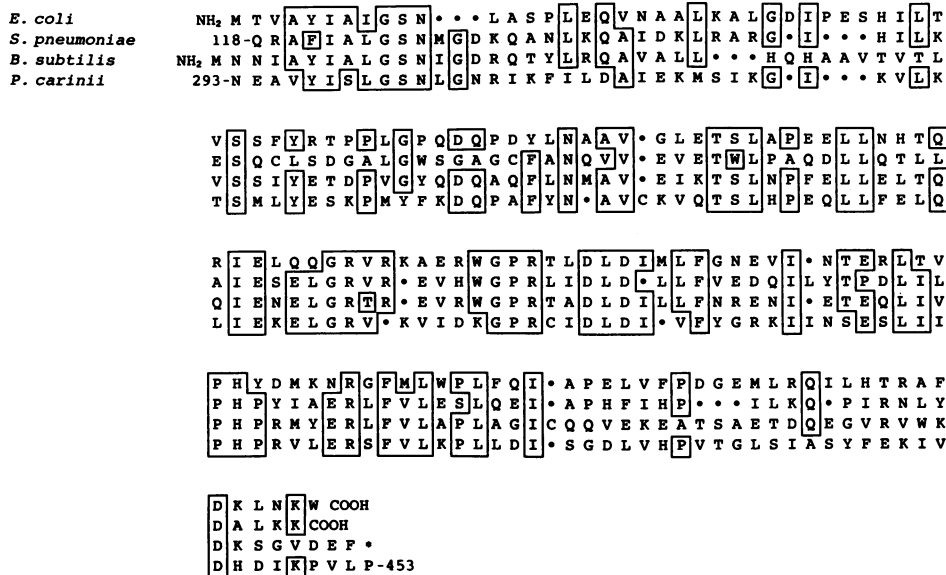 E. coli NH₂ M T V A Y I A I G S N • • • L A S P L E Q V N A A L K A L G D I P E S H I L T
S. pneumoniae 118-Q R A F I A L G S N M G D K Q A N L K Q A I D K L R A R G • I • • • H I L K
B. subtilis NH₂ M N N I A Y I A L G S N I G D R Q T Y L R Q A V A L L • • • H Q H A A V T V T L
P. carinii 293-N E A V Y I S L G S N L G N R I K F I L D A I E K M S I K G • I • • • K V L K
V S S F Y R T P P L G P Q D Q P D Y L N A A V • G L E T S L A P E E L L N H T Q
E S Q C L S D G A L G W S G A G C F A N Q V V • E V E T W L P A Q D L L Q T L L
V S S I Y E T D P V G Y Q D Q A Q F L N M A V • E I K T S L N P F E L L E L T Q
T S M L Y E S K P M Y F K D Q P A F Y N • A V C K V Q T S L H P E Q L L F E L Q
R I E L Q Q G R V R K A E R W G P R T L D L D I M L F G N E V I • N T E R L T V
A I E S E L G R V R • E V H W G P R L I D L D • L L F V E D Q I L Y T P D L I L
Q I E N E L G R T R • E V R W G P R T A D L D I L L F N R E N I • E T E Q L I V
L I E K E L G R V • K V I D K G P R C I D L D I • V F Y G R K I I N S E S L I I
P H Y D M K N R G F M L W P L F Q I • A P E L V F P D G E M L R Q I L H T R A F
P H P Y I A E R L F V L E S L Q E I • A P H F I H P • • • I L K Q • P I R N L Y
P H P R M Y E R L F V L A P L A G I C Q Q V E K E A T S A E T D Q E G V R V W K
P H P R V L E R S F V L K P L L D I • S G D L V H P V T G L S I A S Y F E K I V
D K L N K W COOH
D A L K K COOH
D K S G V D E F •
D H D I K P V L P-453